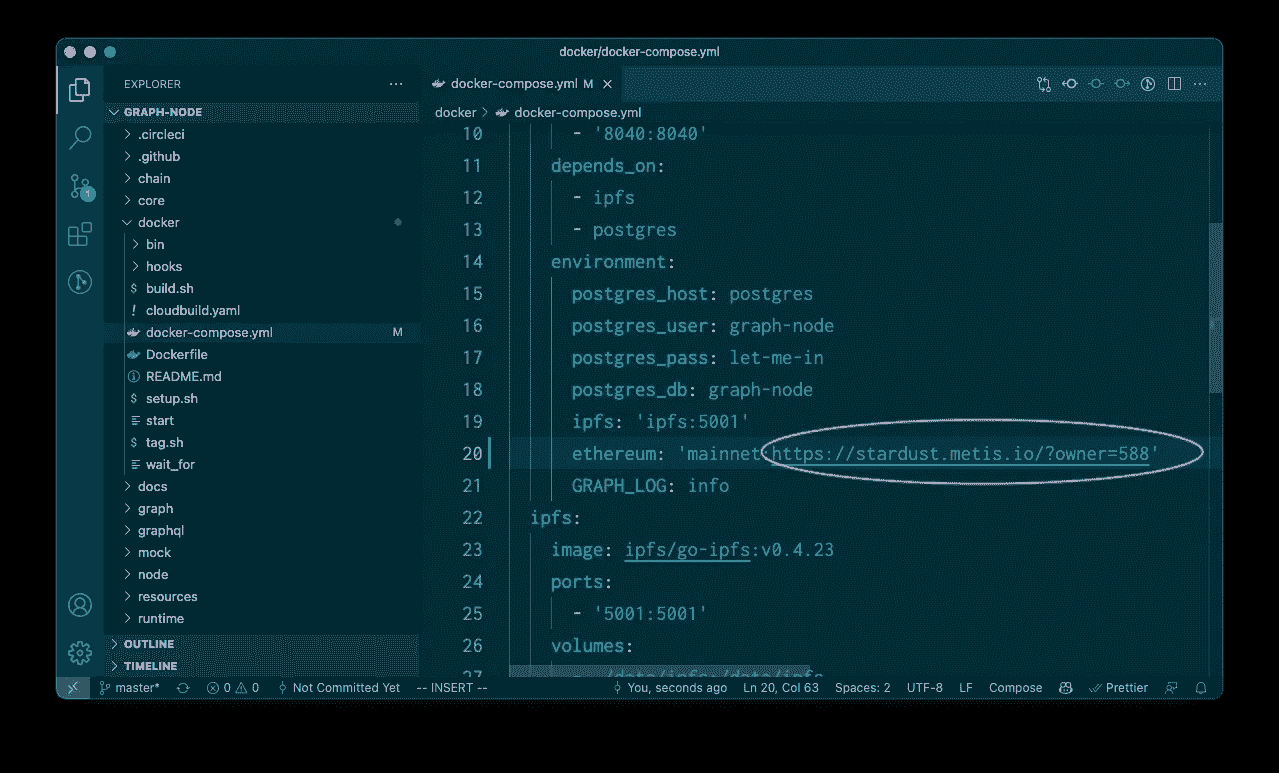 docker/docker-compose.yml
EXPLORER
GRAPH-NODE
.circleci
.github
chain
core
docker
bin
hooks
$ build.sh
! cloudbuild.yaml
docker-compose.yml M
Dockerfile
README.md
$ setup.sh
start
$ tag.sh
wait_for
docs
graph
graphql
mock
node
resources
runtime
OUTLINE
TIMELINE
1
docker-compose.yml M
docker > docker-compose.yml
10 - '8040:8040'
11 depends_on:
12 - ipfs
13 - postgres
14 environment:
15 postgres_host: postgres
16 postgres_user: graph-node
17 postgres_pass: let-me-in
18 postgres_db: graph-node
19 ipfs: 'ipfs:5001'
20 ethereum: 'mainnet:https://stardust.metis.io/?owner=588'
21 GRAPH_LOG: info
22 ipfs:
23 image: ipfs/go-ipfs:v0.4.23
24 ports:
25 - '5001:5001'
26 volumes:
master* 0 0 Not Committed Yet -- INSERT -- You, seconds ago Ln 20, Col 63 Spaces: 2 UTF-8 LF Compose Prettier